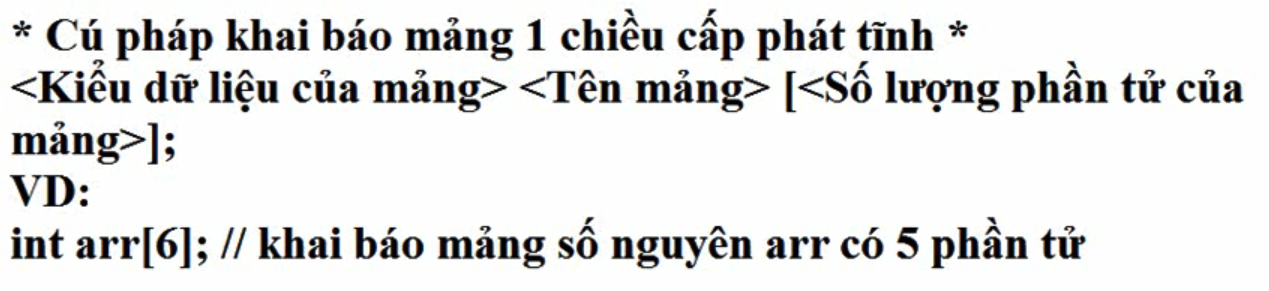 * Cú pháp khai báo mảng 1 chiều cấp phát tĩnh *
<Kiểu dữ liệu của mảng> <Tên mảng> [<Số lượng phần tử của
mảng>];
VD:
int arr[6]; // khai báo mảng số nguyên arr có 5 phần tử